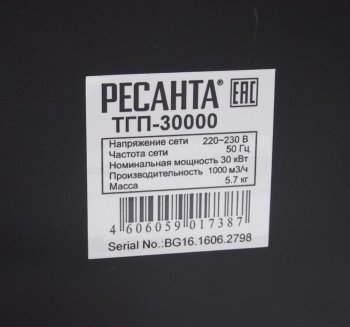 РЕСАНТА® EAC
ТГП-30000
Напряжение сети 220~230 В
Частота сети 50 Гц
Номинальная мощность 30 кВт
Производительность 1000 м3/ч
Масса 5.7 кг
4 606059 017387
Serial No.:BG16.1606.2798